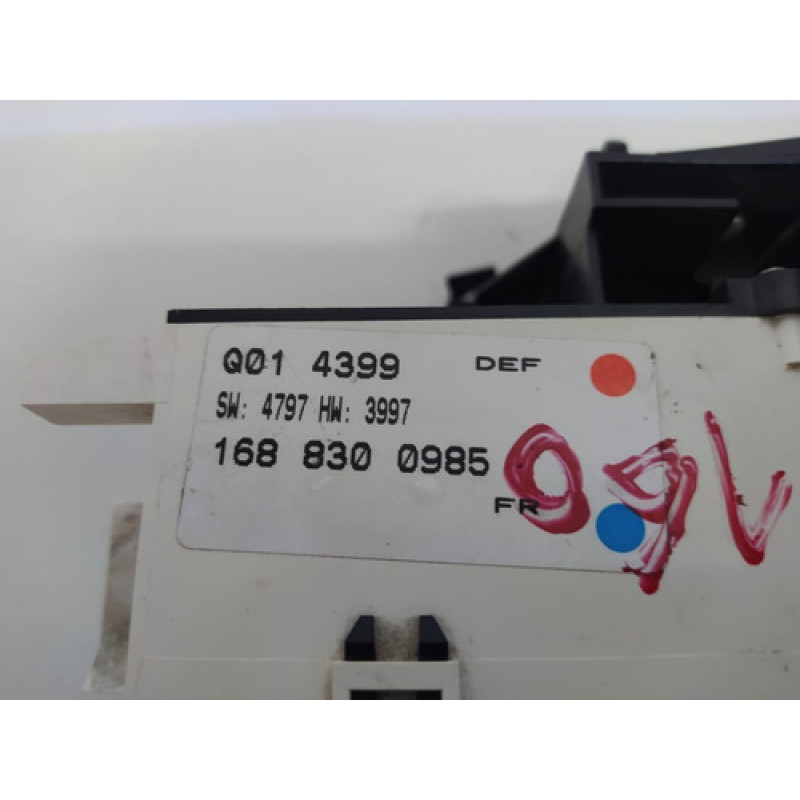 Q01 4399 DEF
SW: 4797 HW: 3997
168 830 0985
FR